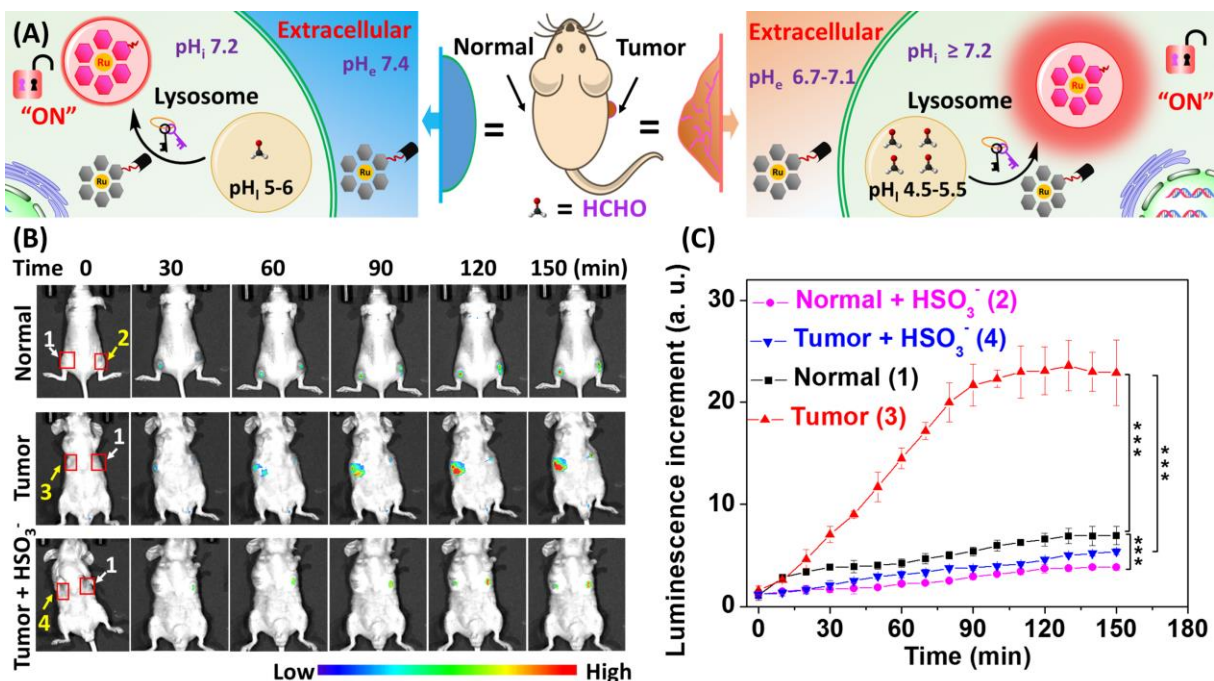 (A)
pHi 7.2
Extracellular
pHe 7.4
"ON"
Lysosome
Ru
Ru
Ru
pHl 5-6
Normal
Tumor
=
=
= HCHO
Extracellular
pHi ≥ 7.2
pHe 6.7-7.1
Lysosome
"ON"
Ru
Ru
Ru
pHl 4.5-5.5
(B)
Time 0 30 60 90 120 150 (min)
Normal
1
2
Tumor
1
3
Tumor + HSO3-
1
4
Low
High
(C)
Luminescence increment (a. u.)
30
20
10
0
Normal + HSO3- (2)
Tumor + HSO3- (4)
Normal (1)
Tumor (3)
***
***
***
0 30 60 90 120 150 180
Time (min)